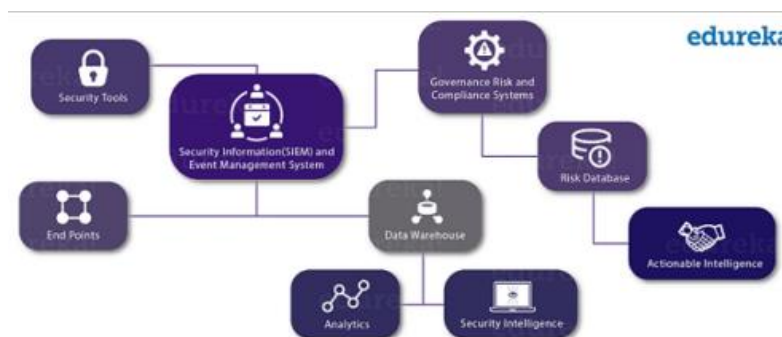 edureka
Security Tools
Security Information(SIEM) and
Event Management System
Governance Risk and
Compliance Systems
Risk Database
End Points
Data Warehouse
Actionable Intelligence
Analytics
Security Intelligence